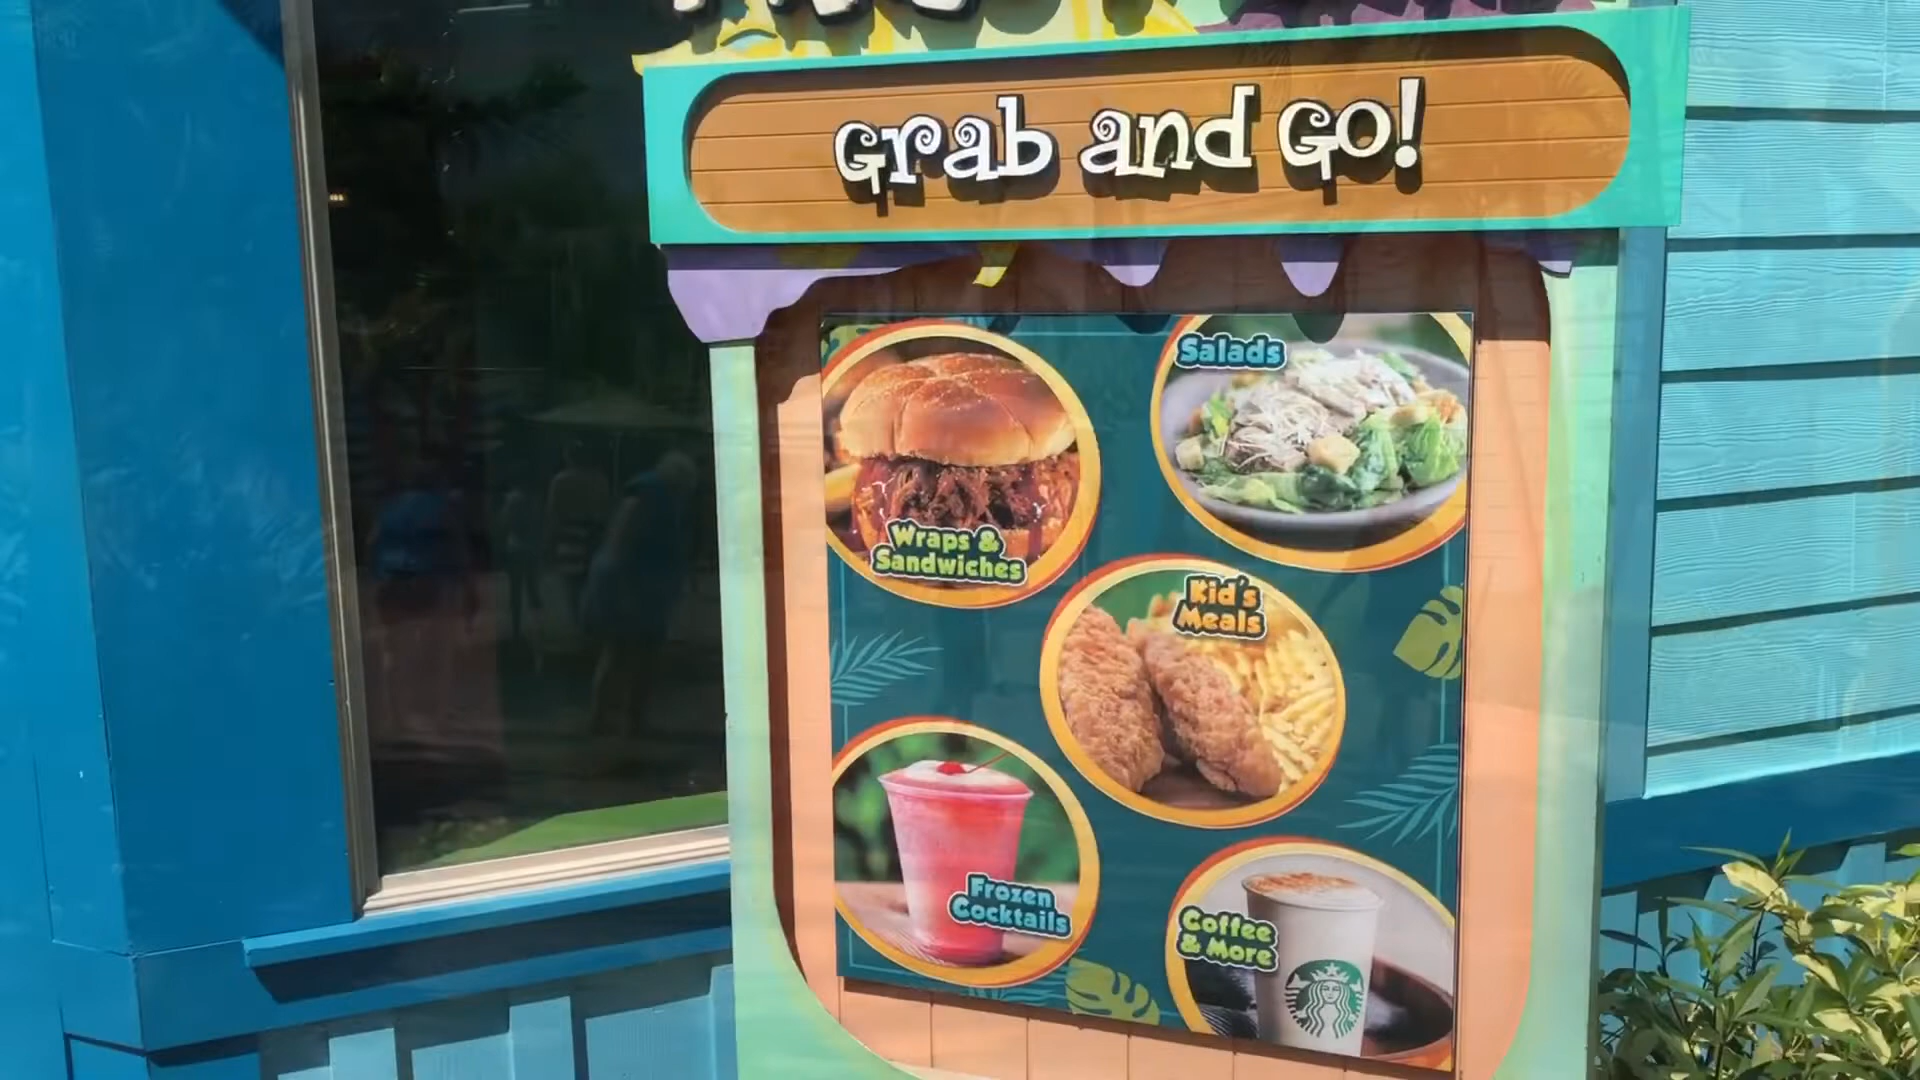 Grab and Go!
Salads
Wraps &
Sandwiches
Kid's
Meals
Frozen
Cocktails
Coffee
& More